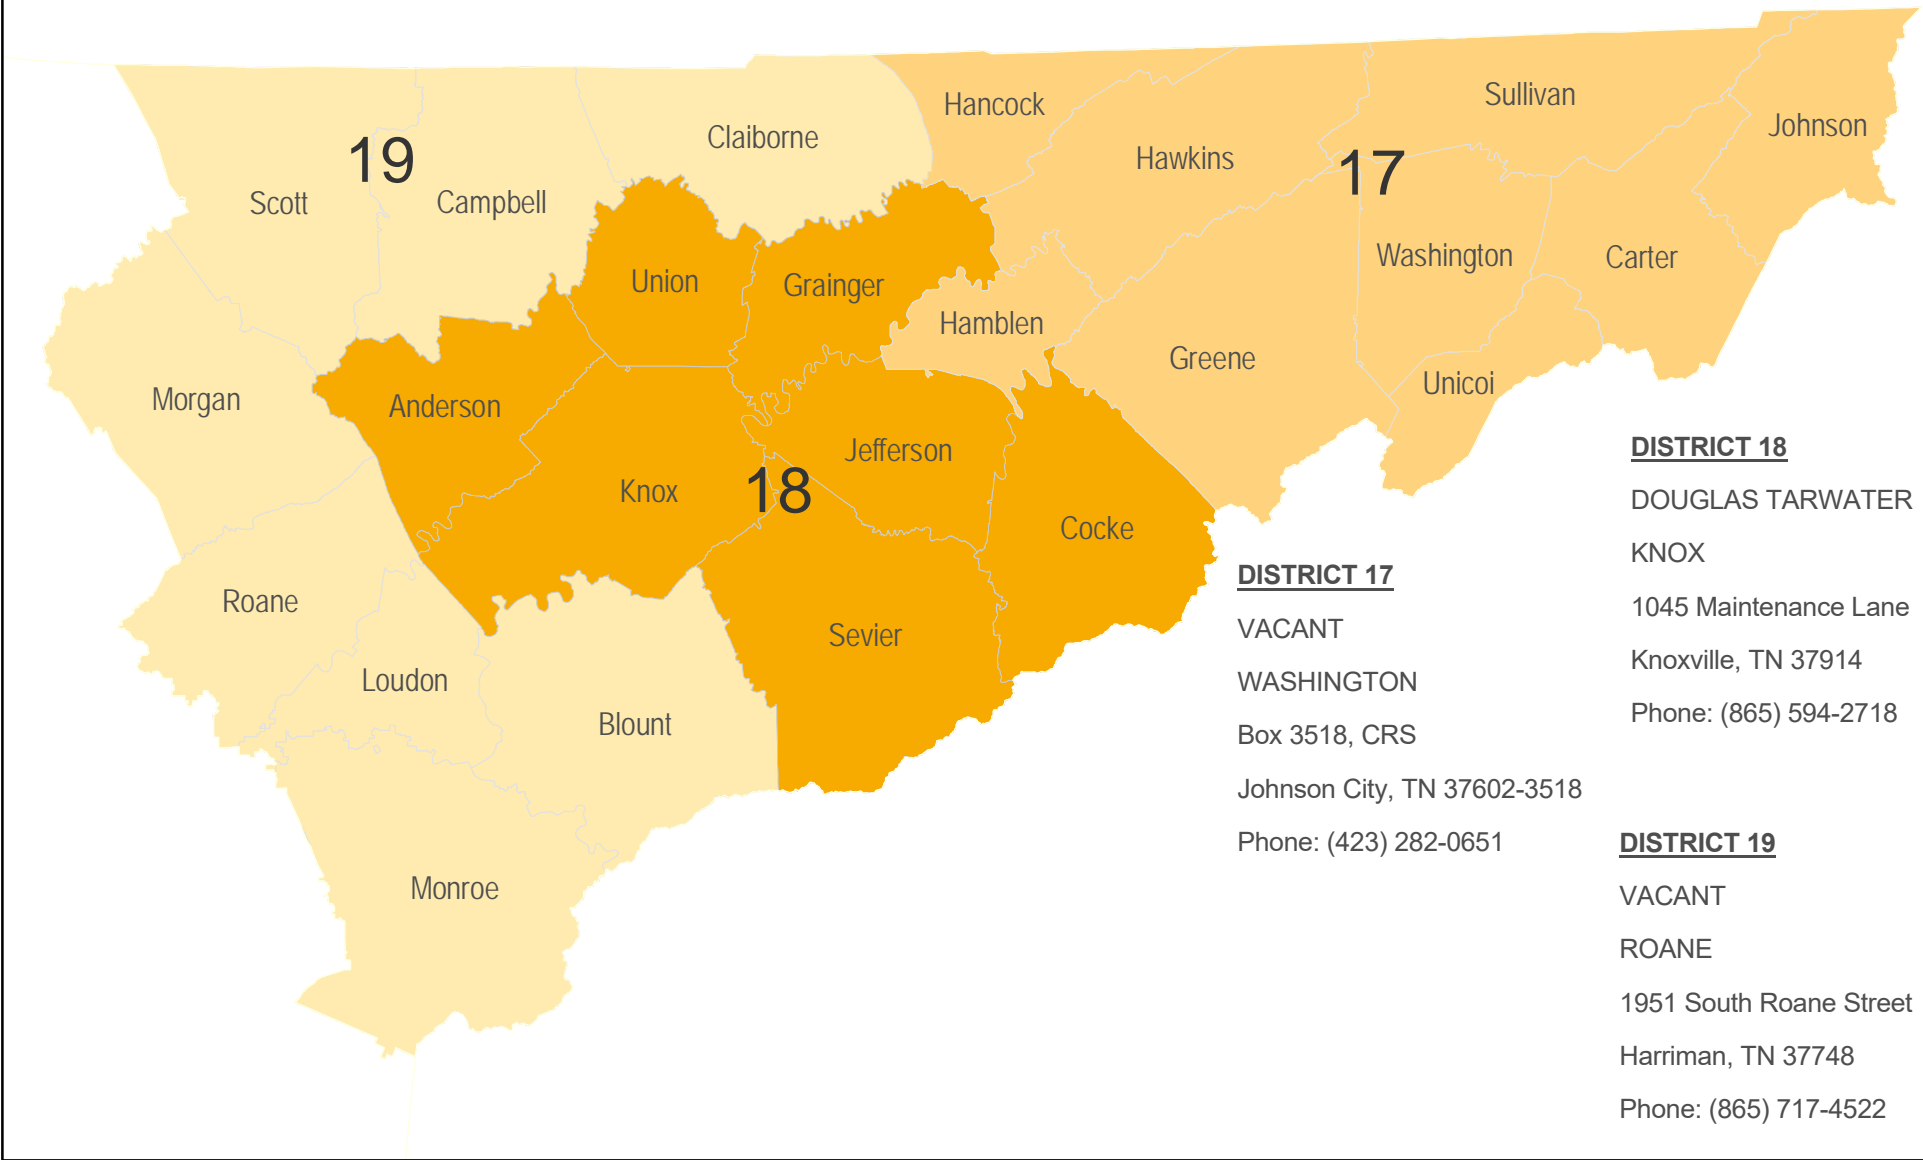 Hancock
Sullivan
Johnson
Claiborne
Hawkins
19
17
Scott
Campbell
Union
Grainger
Washington
Carter
Hamblen
Greene
Unicoi
Morgan
Anderson
Jefferson
Knox
18
Cocke
Roane
Sevier
Loudon
Blount
Monroe
DISTRICT 17
VACANT
WASHINGTON
Box 3518, CRS
Johnson City, TN 37602-3518
Phone: (423) 282-0651
DISTRICT 18
DOUGLAS TARWATER
KNOX
1045 Maintenance Lane
Knoxville, TN 37914
Phone: (865) 594-2718
DISTRICT 19
VACANT
ROANE
1951 South Roane Street
Harriman, TN 37748
Phone: (865) 717-4522